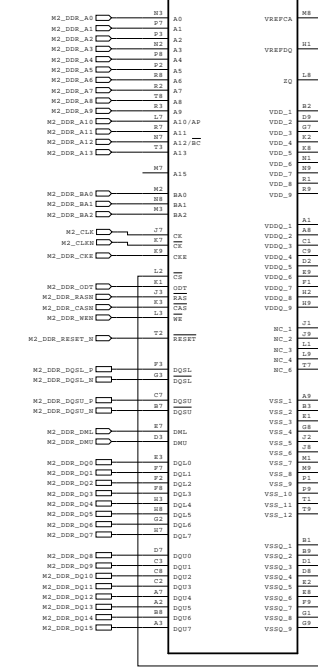 M2_DDR_A0 N3 A0
M2_DDR_A1 P7 A1
M2_DDR_A2 P3 A2
M2_DDR_A3 N2 A3
M2_DDR_A4 P8 A4
M2_DDR_A5 P2 A5
M2_DDR_A6 R8 A6
M2_DDR_A7 R2 A7
M2_DDR_A8 T8 A8
M2_DDR_A9 R3 A9
M2_DDR_A10 L7 A10/AP
M2_DDR_A11 R7 A11
M2_DDR_A12 N7 A12/BC
M2_DDR_A13 T3 A13
M7 A15
M2_DDR_BA0 M2 BA0
M2_DDR_BA1 N8 BA1
M2_DDR_BA2 M3 BA2
M2_CLK J7 CK
M2_CLKN K7 CK
M2_DDR_CKE K9 CKE
L2 CS
M2_DDR_ODT K1 ODT
M2_DDR_RASN J3 RAS
M2_DDR_CASN K3 CAS
M2_DDR_WEN L3 WE
M2_DDR_RESET_N T2 RESET
M2_DDR_DQSL_P F3 DQSL
M2_DDR_DQSL_N G3 DQSL
M2_DDR_DQSU_P C7 DQSU
M2_DDR_DQSU_N B7 DQSU
M2_DDR_DML E7 DML
M2_DDR_DMU D3 DMU
M2_DDR_DQ0 E3 DQL0
M2_DDR_DQ1 F7 DQL1
M2_DDR_DQ2 F2 DQL2
M2_DDR_DQ3 F8 DQL3
M2_DDR_DQ4 H3 DQL4
M2_DDR_DQ5 H8 DQL5
M2_DDR_DQ6 G2 DQL6
M2_DDR_DQ7 H7 DQL7
M2_DDR_DQ8 D7 DQU0
M2_DDR_DQ9 C3 DQU1
M2_DDR_DQ10 C8 DQU2
M2_DDR_DQ11 C2 DQU3
M2_DDR_DQ12 A7 DQU4
M2_DDR_DQ13 A2 DQU5
M2_DDR_DQ14 B8 DQU6
M2_DDR_DQ15 A3 DQU7
VREFCA M8
VREFDQ H1
ZQ L8
VDD_1 B2
VDD_2 D9
VDD_3 G7
VDD_4 K2
VDD_5 K8
VDD_6 N1
VDD_7 N9
VDD_8 R1
VDD_9 R9
VDDQ_1 A1
VDDQ_2 A8
VDDQ_3 C1
VDDQ_4 C9
VDDQ_5 D2
VDDQ_6 E9
VDDQ_7 F1
VDDQ_8 H2
VDDQ_9 H9
NC_1 J1
NC_2 J9
NC_3 L1
NC_4 L9
NC_6 T7
VSS_1 A9
VSS_2 B3
VSS_3 E1
VSS_4 G8
VSS_5 J2
VSS_6 J8
VSS_7 M1
VSS_8 M9
VSS_9 P1
VSS_10 P9
VSS_11 T1
VSS_12 T9
VSSQ_1 B1
VSSQ_2 B9
VSSQ_3 D1
VSSQ_4 D8
VSSQ_5 E2
VSSQ_6 E8
VSSQ_7 F9
VSSQ_8 G1
VSSQ_9 G9